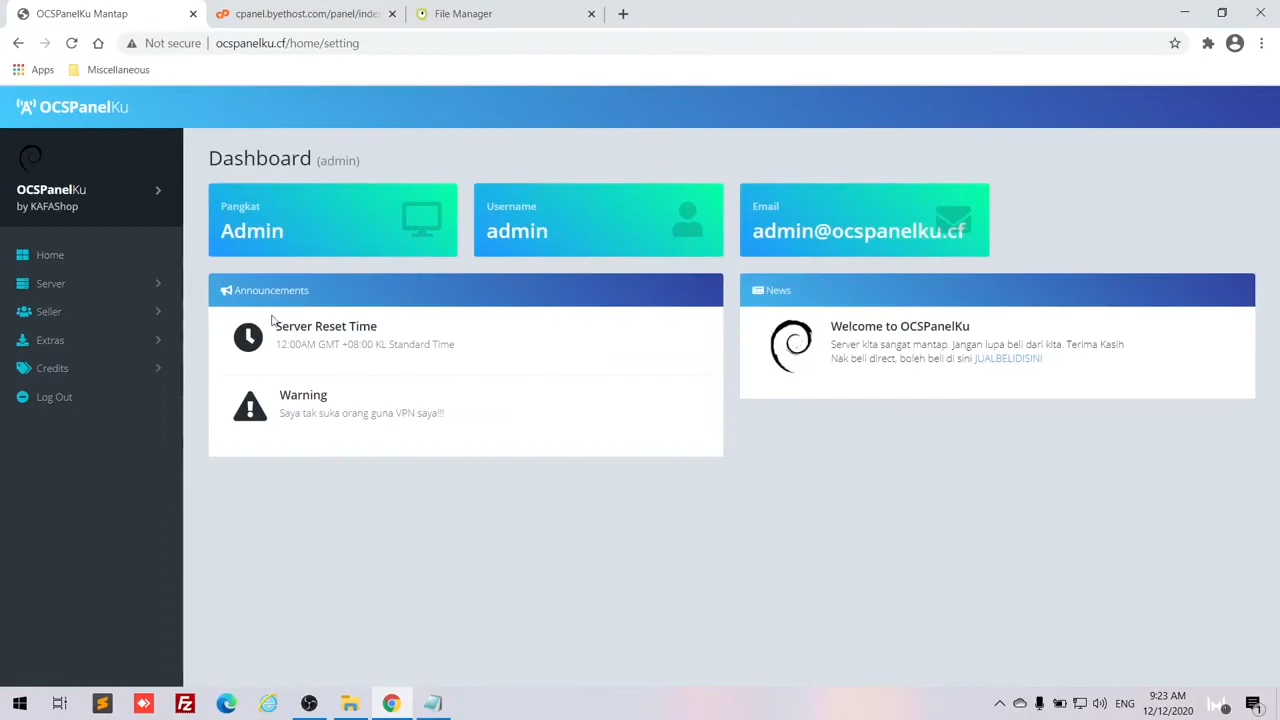 OCSPanelKu Mantap
cpanel.byethost.com/panel/inde
File Manager
Not secure
ocspanelku.cf/home/setting
Apps
Miscellaneous
OCSPanelKu
OCSPanelKu
by KAFAShop
Home
Server
Seller
Extras
Credits
Log Out
Dashboard (admin)
Pangkat
Admin
Username
admin
Email
admin@ocspanelku.cf
Announcements
Server Reset Time
12:00AM GMT +08:00 KL Standard Time
Warning
Saya tak suka orang guna VPN saya!!!
News
Welcome to OCSPanelKu
Server kita sangat mantap. Jangan lupa beli dari kita. Terima Kasih
Nak beli direct, boleh beli di sini JUALBELIDISINI
ENG
9:23 AM
12/12/2020